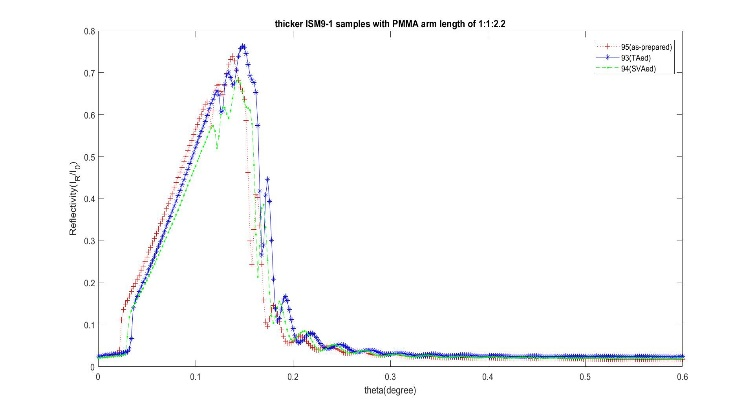 thicker ISM9-1 samples with PMMA arm length of 1:1:2.2
0.8
95(as-prepared)
93(TAed)
94(SVAed)
0.7
0.6
0.5
Reflectivity(I_R/I_0)
0.4
0.3
0.2
0.1
0
0 0.1 0.2 0.3 0.4 0.5 0.6
theta(degree)